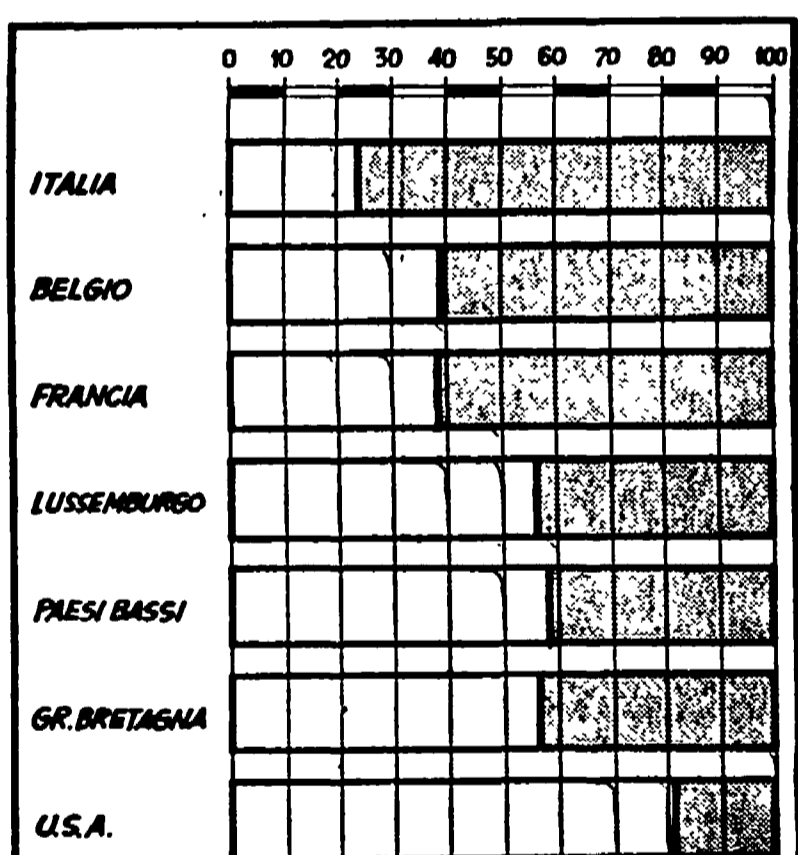 0 10 20 30 40 50 60 70 80 90 100
ITALIA
BELGIO
FRANCIA
LUSSEMBURGO
PAESI BASSI
GR. BRETAGNA
U.S.A.